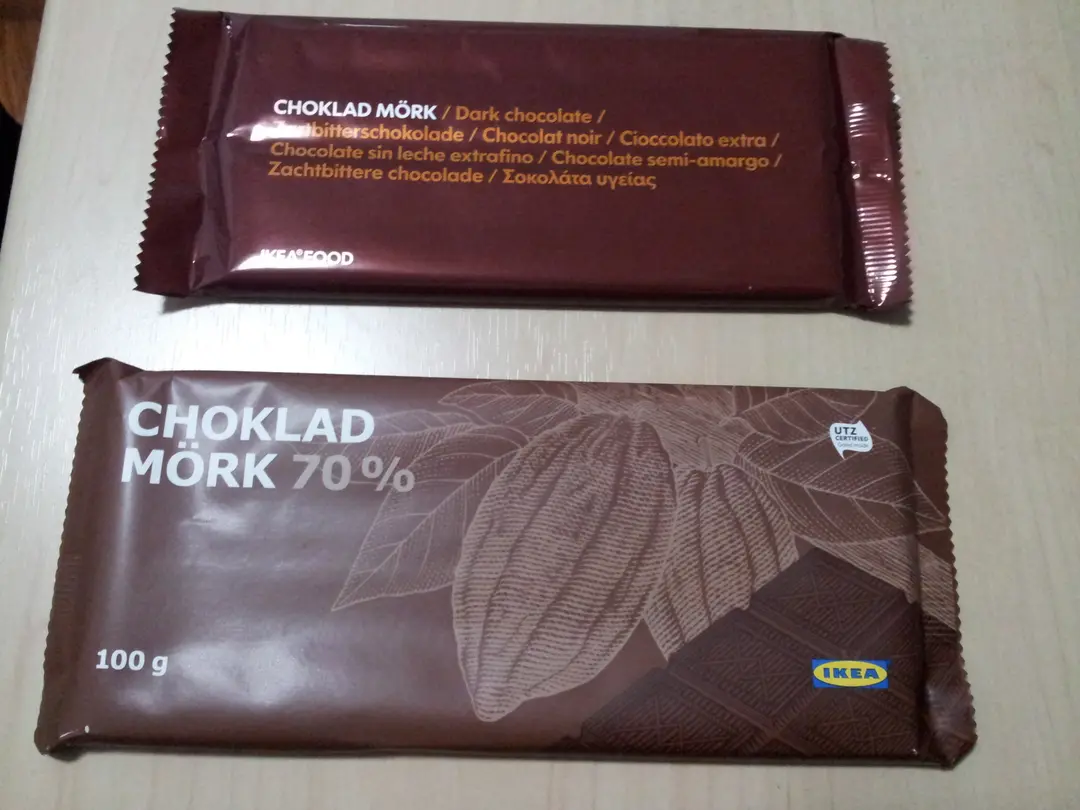 CHOKLAD MÖRK / Dark chocolate /
Zartbitterschokolade / Chocolat noir / Cioccolato extra /
Chocolate sin leche extrafino / Chocolate semi-amargo /
Zachtbittere chocolade / Σοκολάτα υγείας
IKEA® FOOD
CHOKLAD
MÖRK 70 %
UTZ
CERTIFIED
100 g
IKEA